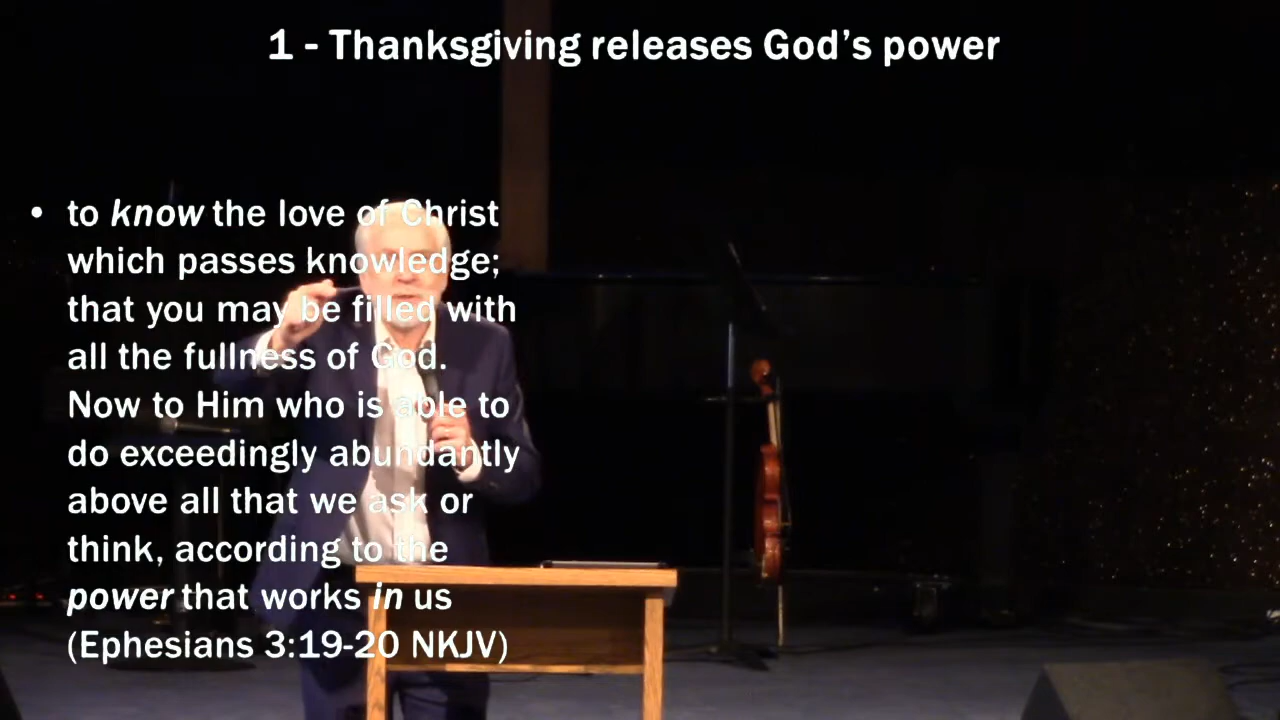 1 - Thanksgiving releases God’s power
• to know the love of Christ
which passes knowledge;
that you may be filled with
all the fullness of God.
Now to Him who is able to
do exceedingly abundantly
above all that we ask or
think, according to the
power that works in us
(Ephesians 3:19-20 NKJV)